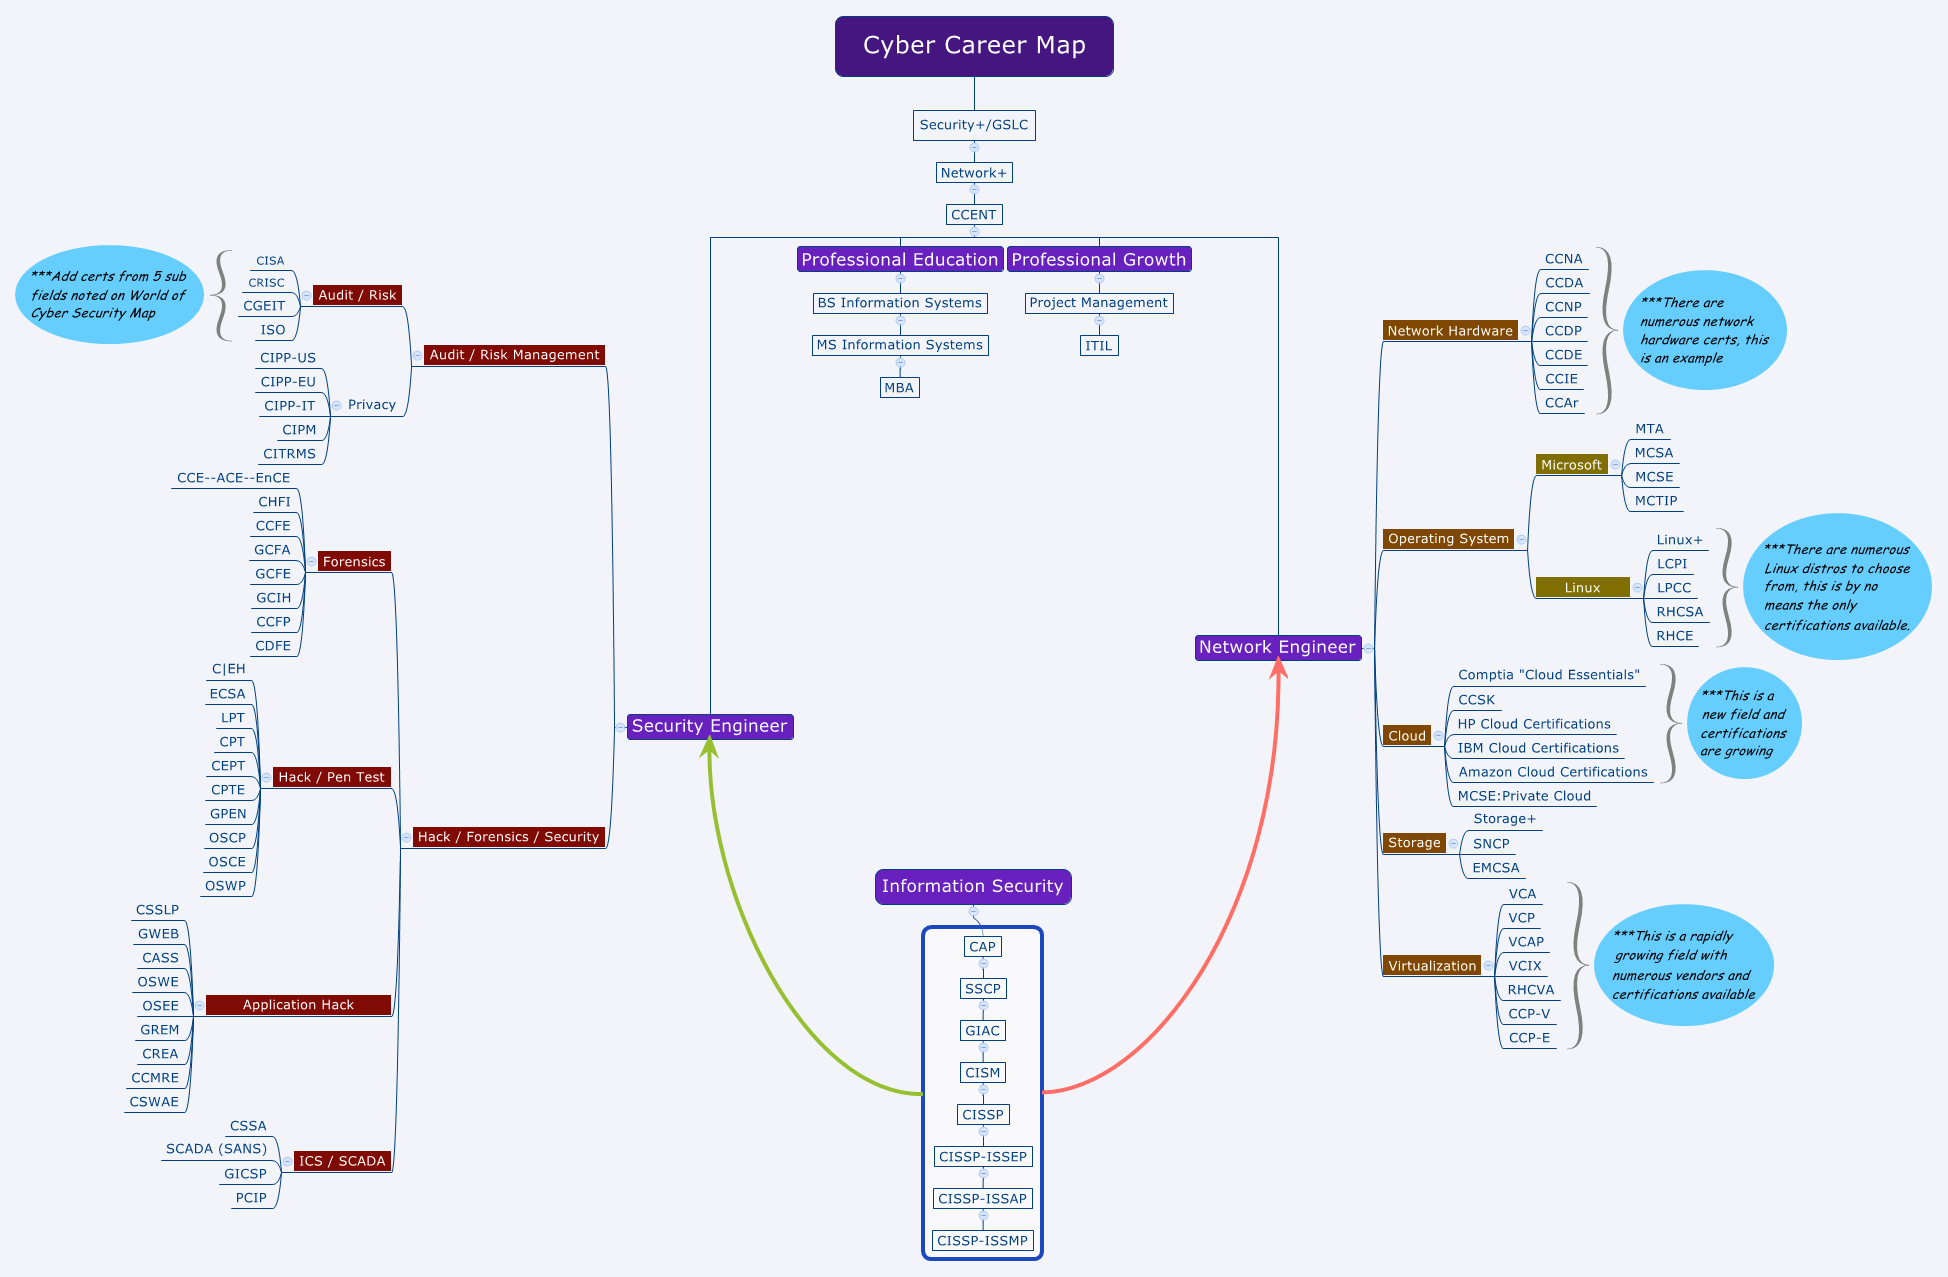 Cyber Career Map
Security+/GSLC
Network+
CCENT
Professional Education
BS Information Systems
MS Information Systems
MBA
Professional Growth
Project Management
ITIL
***Add certs from 5 sub
fields noted on World of
Cyber Security Map
CISA
CRISC
CGEIT
ISO
Audit / Risk
CIPP-US
CIPP-EU
CIPP-IT
CIPM
CITRMS
Privacy
Audit / Risk Management
CCE--ACE--EnCE
CHFI
CCFE
GCFA
GCFE
GCIH
CCFP
CDFE
Forensics
C|EH
ECSA
LPT
CPT
CEPT
CPTE
GPEN
OSCP
OSCE
OSWP
Hack / Pen Test
CSSLP
GWEB
CASS
OSWE
OSEE
GREM
CREA
CCMRE
CSWAE
Application Hack
CSSA
SCADA (SANS)
GICSP
PCIP
ICS / SCADA
Hack / Forensics / Security
Security Engineer
Information Security
CAP
SSCP
GIAC
CISM
CISSP
CISSP-ISSEP
CISSP-ISSAP
CISSP-ISSMP
Network Engineer
Network Hardware
CCNA
CCDA
CCNP
CCDP
CCDE
CCIE
CCAr
***There are
numerous network
hardware certs, this
is an example
Operating System
Microsoft
MTA
MCSA
MCSE
MCTIP
Linux
Linux+
LCPI
LPCC
RHCSA
RHCE
***There are numerous
Linux distros to choose
from, this is by no
means the only
certifications available.
Cloud
Comptia "Cloud Essentials"
CCSK
HP Cloud Certifications
IBM Cloud Certifications
Amazon Cloud Certifications
MCSE:Private Cloud
***This is a
new field and
certifications
are growing
Storage
Storage+
SNCP
EMCSA
Virtualization
VCA
VCP
VCAP
VCIX
RHCVA
CCP-V
CCP-E
***This is a rapidly
growing field with
numerous vendors and
certifications available